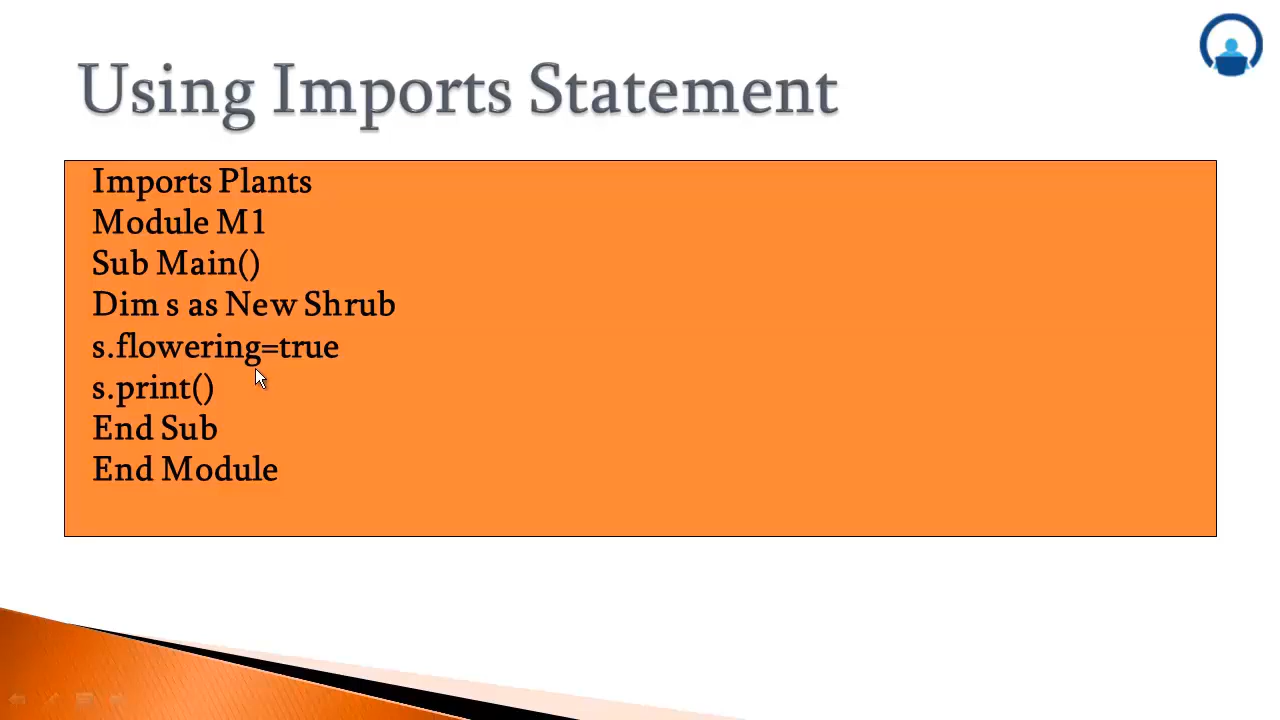 Using Imports Statement
Imports Plants
Module M1
Sub Main()
Dim s as New Shrub
s.flowering=true
s.print()
End Sub
End Module